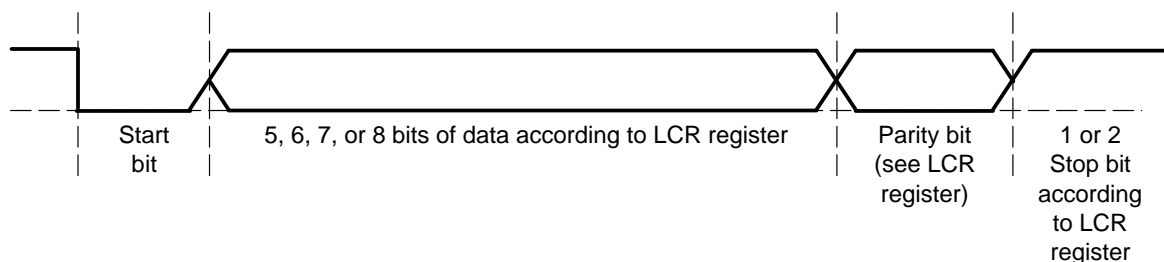 Start
bit
5, 6, 7, or 8 bits of data according to LCR register
Parity bit
(see LCR
register)
1 or 2
Stop bit
according
to LCR
register